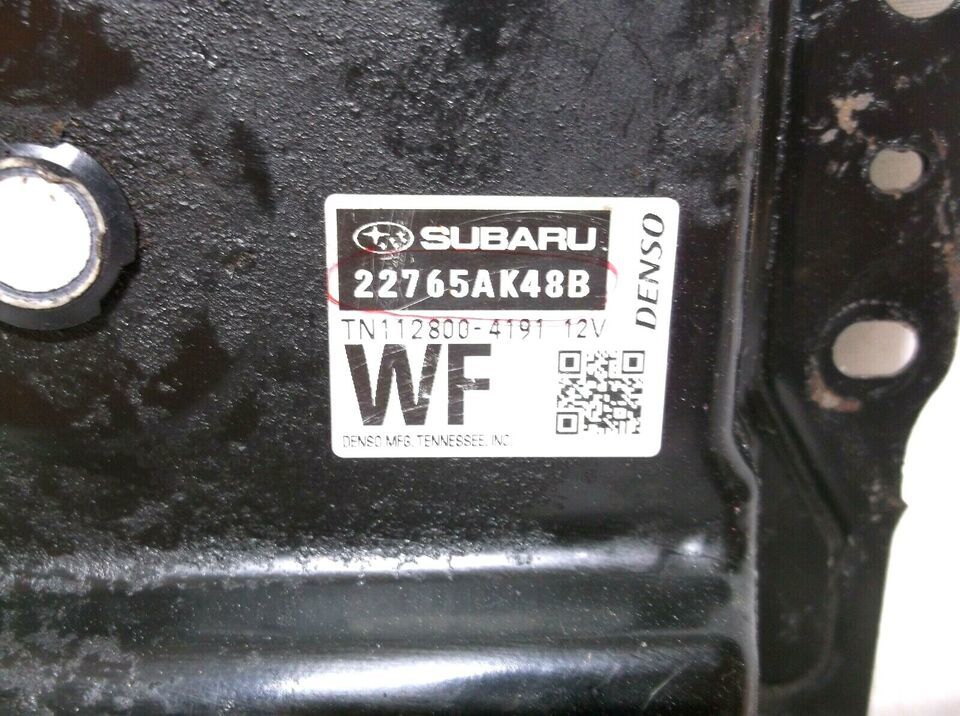 SUBARU
22765AK48B
DENSO
TN112800-4191 12V
WF
DENSO MFG. TENNESSEE, INC.